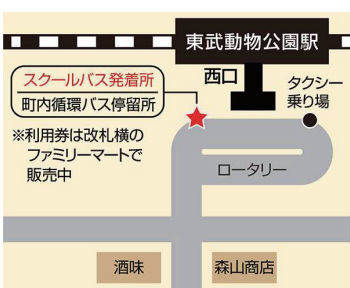 東武動物公園駅
西口
スクールバス発着所
町内循環バス停留所
タクシー
乗り場
※利用券は改札横の
ファミリーマートで
販売中
ロータリー
酒味
森山商店